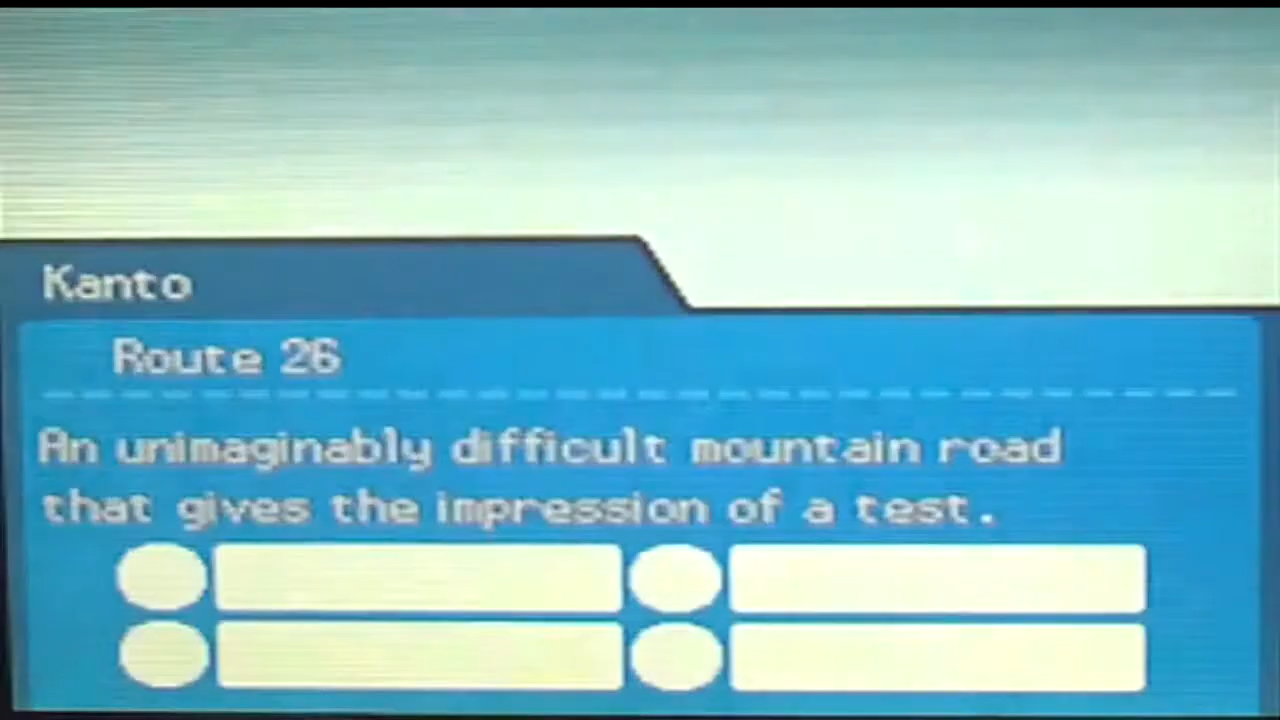 Kanto
Route 26
An unimaginably difficult mountain road
that gives the impression of a test.